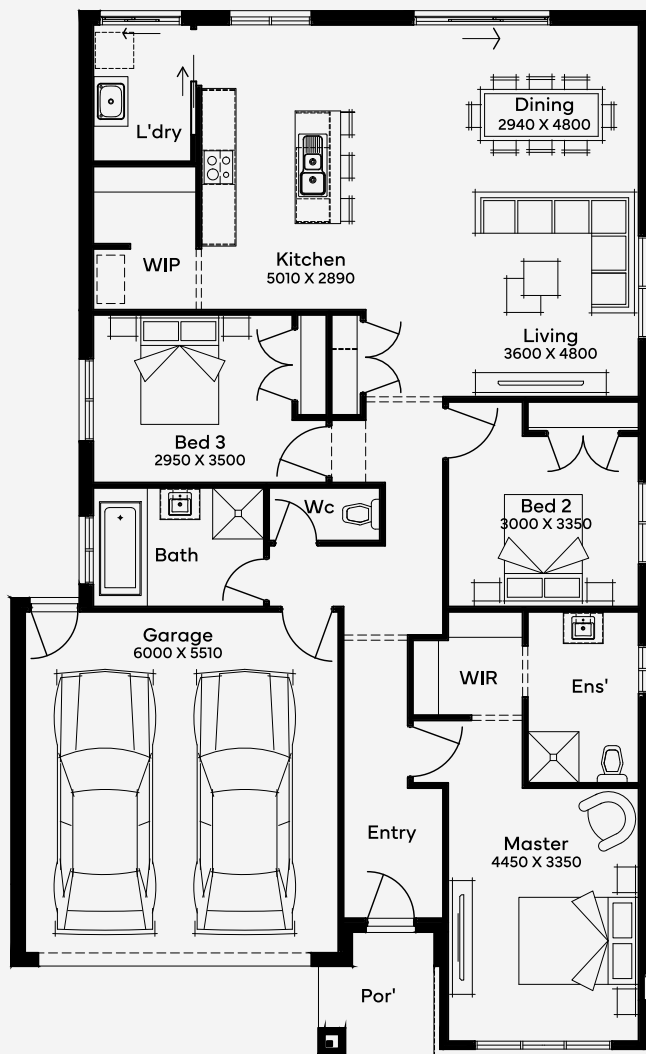 Dining
2940 X 4800
L'dry
WIP
Kitchen
5010 X 2890
Living
3600 X 4800
Bed 3
2950 X 3500
Wc
Bed 2
3000 X 3350
Bath
Garage
6000 X 5510
WIR
Ens'
Entry
Master
4450 X 3350
Por'